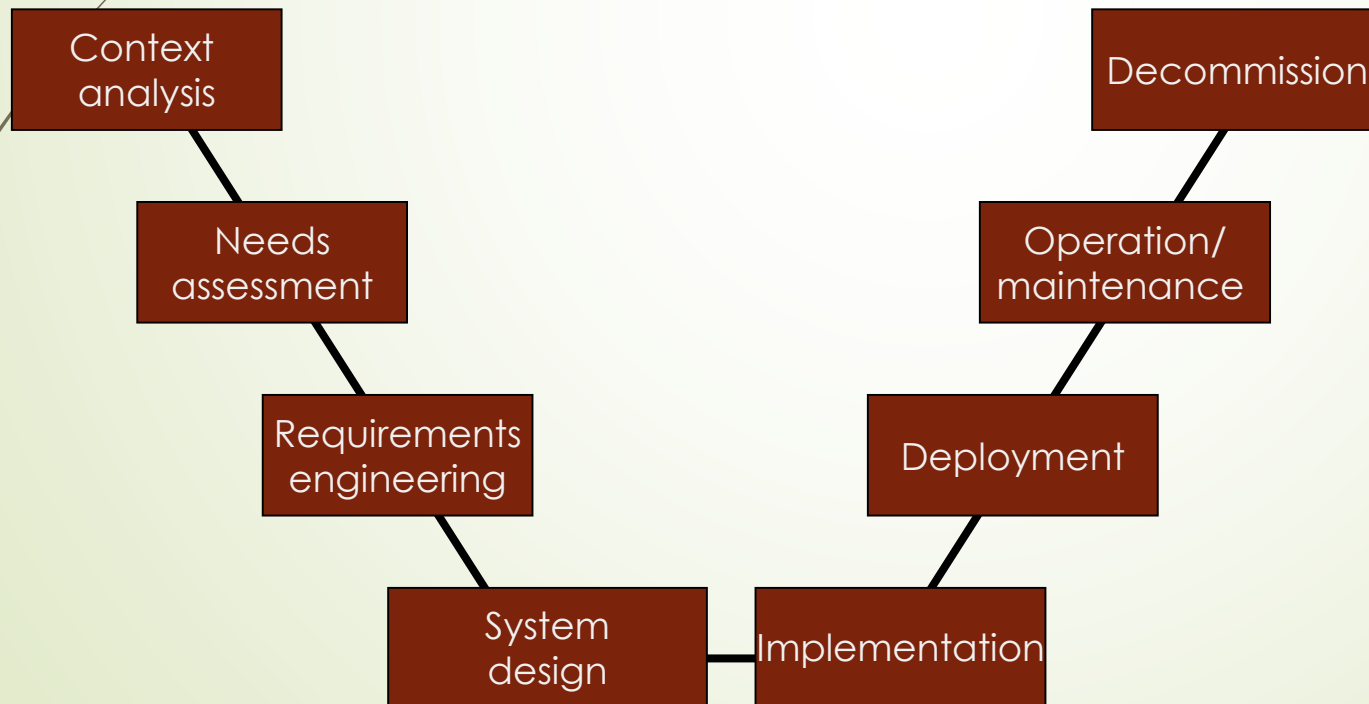 Context
analysis
Decommission
Needs
assessment
Operation/
maintenance
Requirements
engineering
Deployment
System
design
Implementation